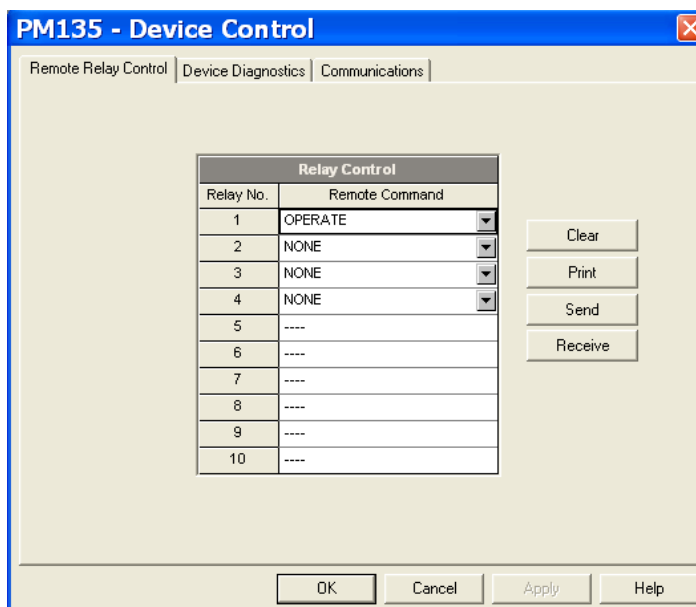 PM135 - Device Control
Remote Relay Control Device Diagnostics Communications
Relay Control
Relay No. Remote Command
1 OPERATE
2 NONE
3 NONE
4 NONE
5 ----
6 ----
7 ----
8 ----
9 ----
10 ----
Clear
Print
Send
Receive
OK Cancel Apply Help